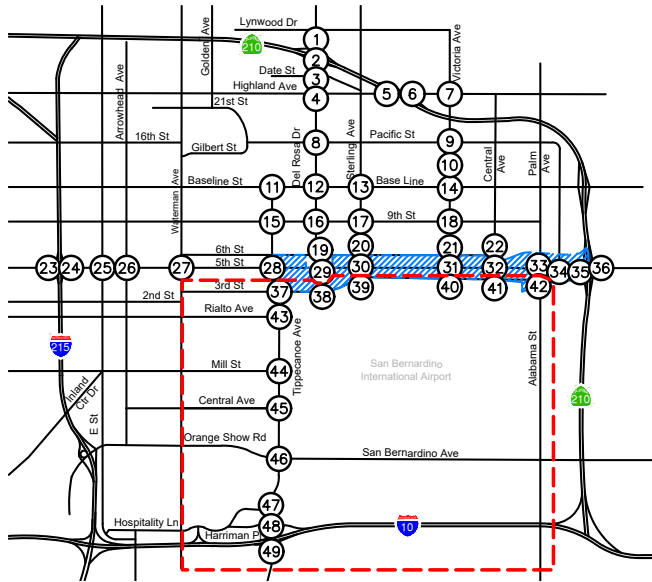 Lynwood Dr
1
210
2
Date St
3
Highland Ave
4
5
6
7
21st St
Golden Ave
Arrowhead Ave
Victoria Ave
16th St
Gilbert St
8
Pacific St
9
10
Del Rosa Dr
Sterling Ave
Central
Ave
Palm
Ave
Baseline St
11
12
13
Base Line
14
Waterman Ave
15
16
17
9th St
18
6th St
19
20
21
22
23
24
25
26
27
5th St
28
29
30
31
32
33
34
35
36
3rd St
37
38
39
40
41
42
2nd St
Rialto Ave
43
Tippecanoe Ave
215
Mill St
44
San Bernardino
International Airport
Alabama St
Inland
Ctr Dr
E St
Central Ave
45
210
Orange Show Rd
46
San Bernardino Ave
47
Hospitality Ln
48
10
Harriman P
49